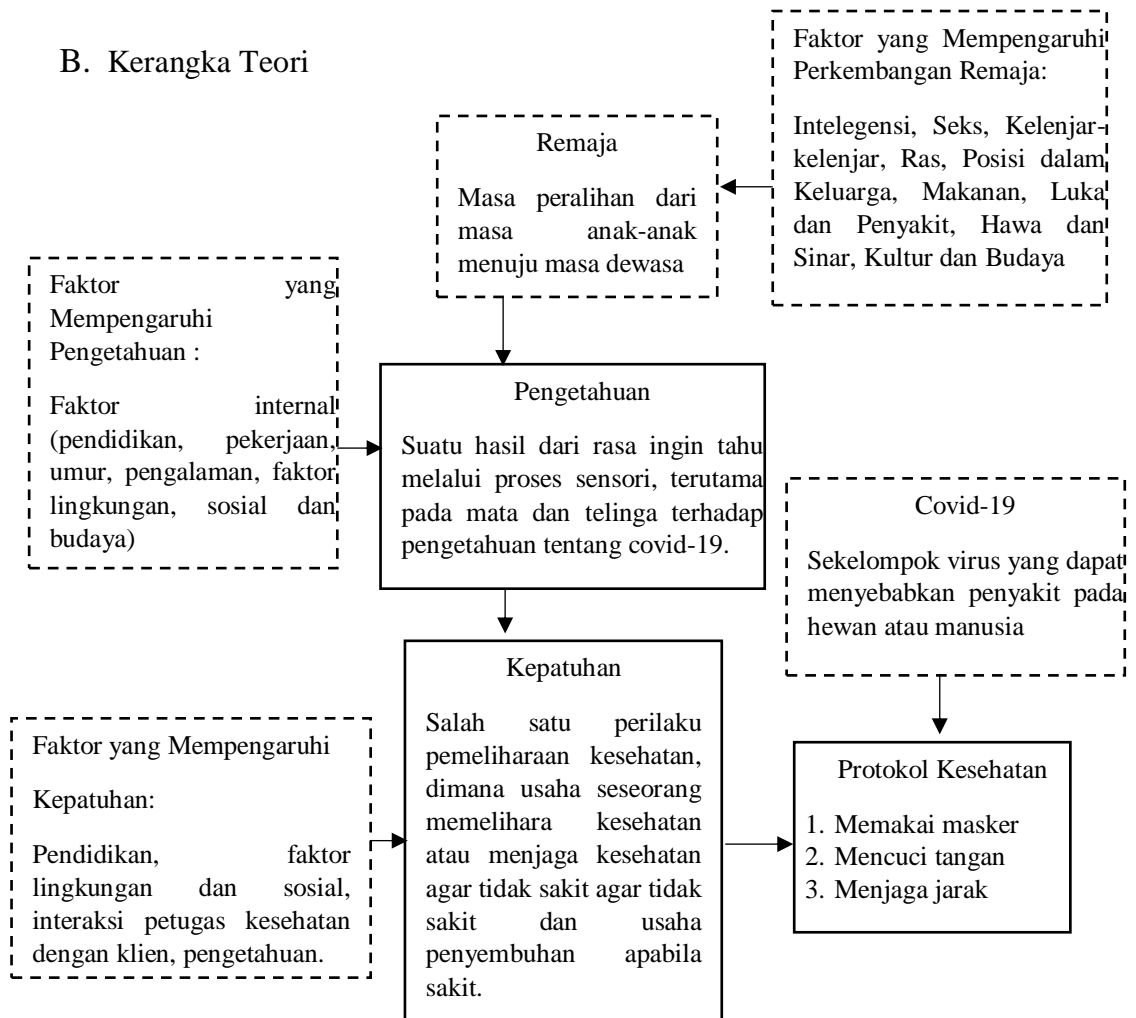 B. Kerangka Teori
Faktor yang Mempengaruhi
Perkembangan Remaja:
Intelegensi, Seks, Kelenjar-
kelenjar, Ras, Posisi dalam
Keluarga, Makanan, Luka
dan Penyakit, Hawa dan
Sinar, Kultur dan Budaya
Remaja
Masa peralihan dari
masa anak-anak
menuju masa dewasa
Faktor yang
Mempengaruhi
Pengetahuan :
Faktor internal
(pendidikan, pekerjaan,
umur, pengalaman, faktor
lingkungan, sosial dan
budaya)
Pengetahuan
Suatu hasil dari rasa ingin tahu
melalui proses sensori, terutama
pada mata dan telinga terhadap
pengetahuan tentang covid-19.
Covid-19
Sekelompok virus yang dapat
menyebabkan penyakit pada
hewan atau manusia
Kepatuhan
Salah satu perilaku
pemeliharaan kesehatan,
dimana usaha seseorang
memelihara kesehatan
atau menjaga kesehatan
agar tidak sakit agar tidak
sakit dan usaha
penyembuhan apabila
sakit.
Faktor yang Mempengaruhi
Kepatuhan:
Pendidikan, faktor
lingkungan dan sosial,
interaksi petugas kesehatan
dengan klien, pengetahuan.
Protokol Kesehatan
1. Memakai masker
2. Mencuci tangan
3. Menjaga jarak